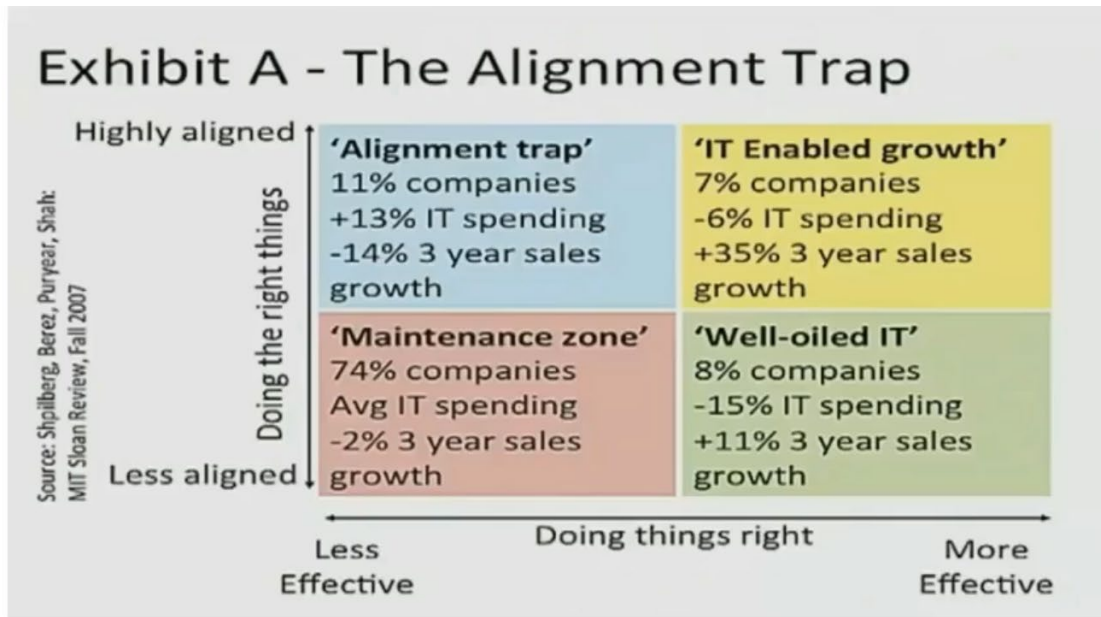 Exhibit A - The Alignment Trap
Highly aligned
Doing the right things
Less aligned
Source: Shpilberg, Berez, Puryear, Shah:
MIT Sloan Review, Fall 2007
‘Alignment trap’
11% companies
+13% IT spending
-14% 3 year sales
growth
‘IT Enabled growth’
7% companies
-6% IT spending
+35% 3 year sales
growth
‘Maintenance zone’
74% companies
Avg IT spending
-2% 3 year sales
growth
‘Well-oiled IT’
8% companies
-15% IT spending
+11% 3 year sales
growth
Doing things right
Less
Effective
More
Effective